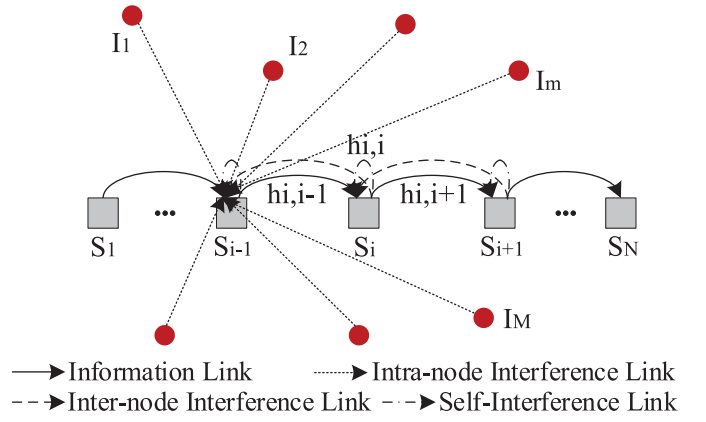 I1
I2
Im
hi,i
hi,i-1 hi,i+1
... ...
S1 Si-1 Si Si+1 SN
IM
Information Link Intra-node Interference Link
Inter-node Interference Link Self-Interference Link